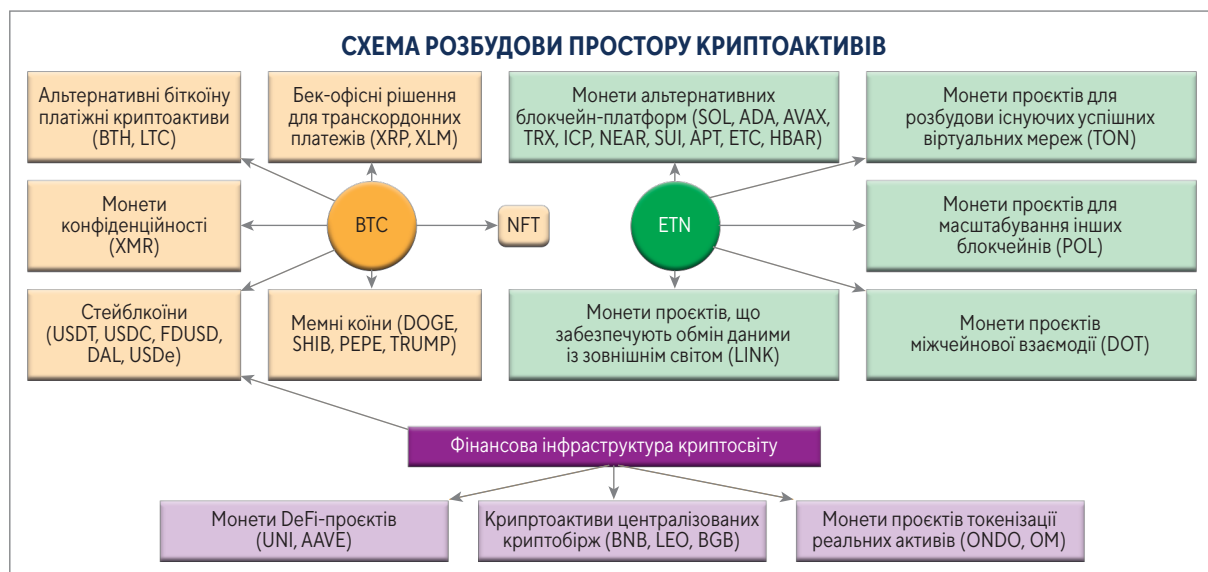 СХЕМА РОЗБУДОВИ ПРОСТОРУ КРИПТОАКТИВІВ
Альтернативні біткоїну
платіжні криптоактиви
(BTH, LTC)
Бек-офісні рішення
для транскордонних
платежів (XRP, XLM)
Монети альтернативних
блокчейн-платформ (SOL, ADA, AVAX,
TRX, ICP, NEAR, SUI, APT, ETC, HBAR)
Монети проєктів для
розбудови існуючих успішних
віртуальних мереж (TON)
Монети
конфіденційності
(XMR)
BTC
NFT
ETN
Монети проєктів для
масштабування інших
блокчейнів (POL)
Стейблкоїни
(USDT, USDC, FDUSD,
DAL, USDe)
Мемні коїни (DOGE,
SHIB, PEPE, TRUMP)
Монети проєктів, що
забезпечують обмін даними
із зовнішнім світом (LINK)
Монети проєктів
міжчейнової взаємодії (DOT)
Фінансова інфраструктура криптосвіту
Монети DeFi-проєктів
(UNI, AAVE)
Крипртоактиви централізованих
криптобірж (BNB, LEO, BGB)
Монети проєктів токенізації
реальних активів (ONDO, OM)